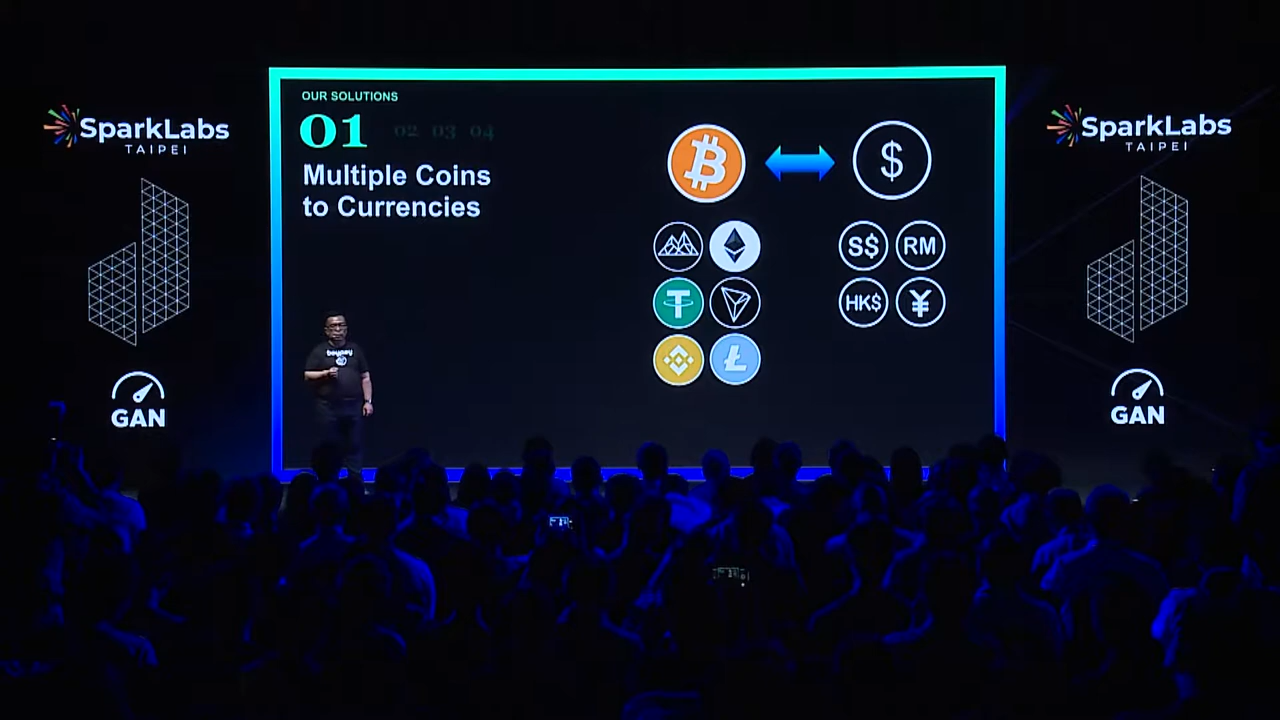 SparkLabs
TAIPEI
GAN
OUR SOLUTIONS
01 02 03 04
Multiple Coins
to Currencies
$
S$ RM
HK$ ¥
SparkLabs
TAIPEI
GAN